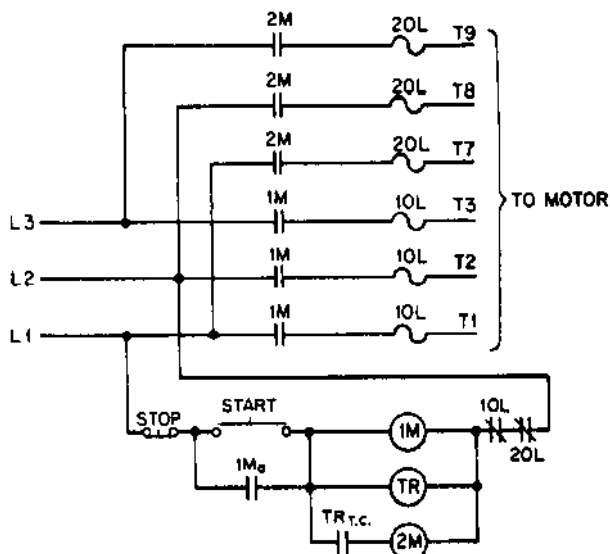 2M 20L T9
2M 20L T8
2M 20L T7
L3 1M 10L T3 TO MOTOR
L2 1M 10L T2
L1 1M 10L T1
STOP START 1M 10L 20L
1Ma TR
TR T.C. 2M